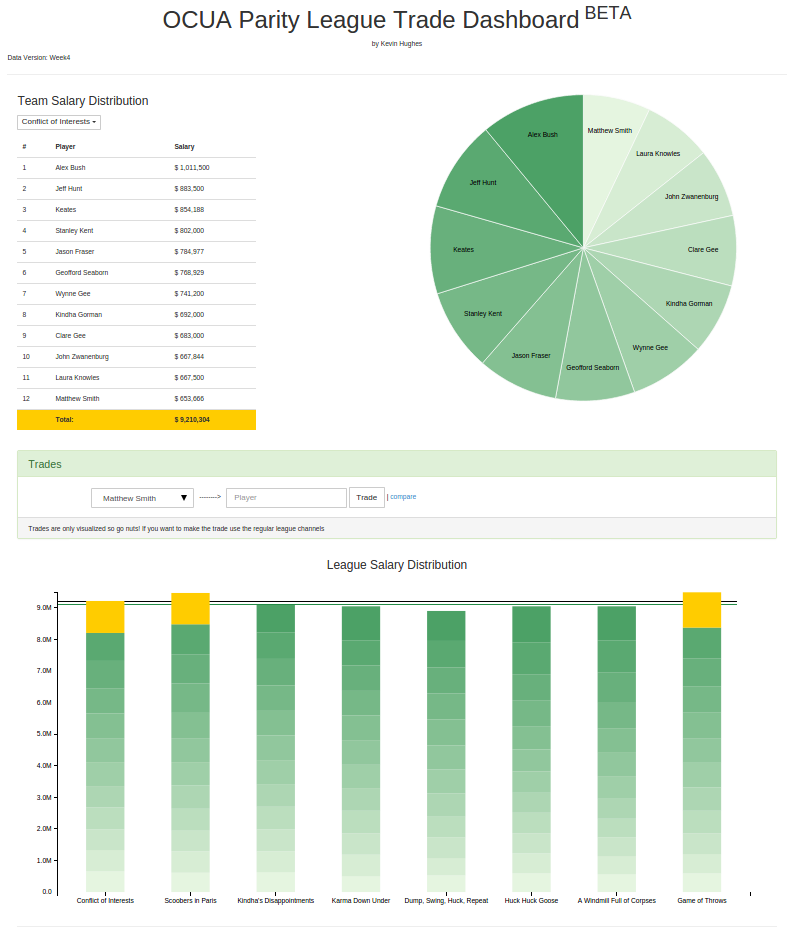 OCUA Parity League Trade Dashboard BETA
by Kevin Hughes
Data Version: Week4
Team Salary Distribution
Conflict of Interests
# Player Salary
1 Alex Bush $ 1,011,500
2 Jeff Hunt $ 883,500
3 Keates $ 854,188
4 Stanley Kent $ 802,000
5 Jason Fraser $ 784,977
6 Geofford Seaborn $ 768,929
7 Wynne Gee $ 741,200
8 Kindha Gorman $ 692,000
9 Clare Gee $ 683,000
10 John Zwanenburg $ 667,844
11 Laura Knowles $ 667,500
12 Matthew Smith $ 653,666
Total: $ 9,210,304
Alex Bush
Matthew Smith
Laura Knowles
Jeff Hunt
John Zwanenburg
Keates
Clare Gee
Kindha Gorman
Stanley Kent
Wynne Gee
Jason Fraser
Geofford Seaborn
Trades
Matthew Smith --------> Player Trade | compare
Trades are only visualized so go nuts! If you want to make the trade use the regular league channels
League Salary Distribution
9.0M
8.0M
7.0M
6.0M
5.0M
4.0M
3.0M
2.0M
1.0M
0.0
Conflict of Interests
Scoobers in Paris
Kindha's Disappointments
Karma Down Under
Dump, Swing, Huck, Repeat
Huck Huck Goose
A Windmill Full of Corpses
Game of Throws